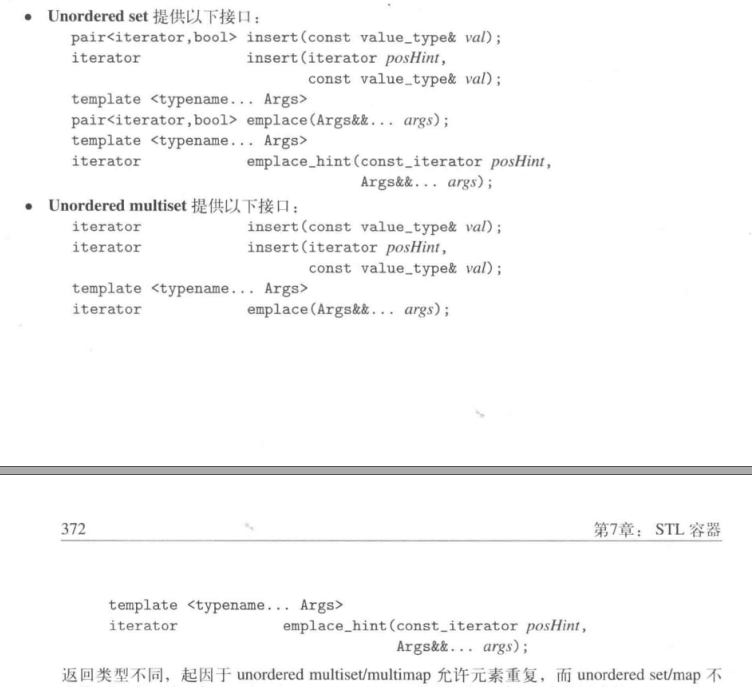 • Unordered set 提供以下接口：
pair<iterator,bool> insert(const value_type& val);
iterator insert(iterator posHint,
const value_type& val);
template <typename... Args>
pair<iterator,bool> emplace(Args&&... args);
template <typename... Args>
iterator emplace_hint(const_iterator posHint,
Args&&... args);
• Unordered multiset 提供以下接口：
iterator insert(const value_type& val);
iterator insert(iterator posHint,
const value_type& val);
template <typename... Args>
iterator emplace(Args&&... args);
372 第7章： STL 容器
template <typename... Args>
iterator emplace_hint(const_iterator posHint,
Args&&... args);
返回类型不同，起因于 unordered multiset/multimap 允许元素重复，而 unordered set/map 不